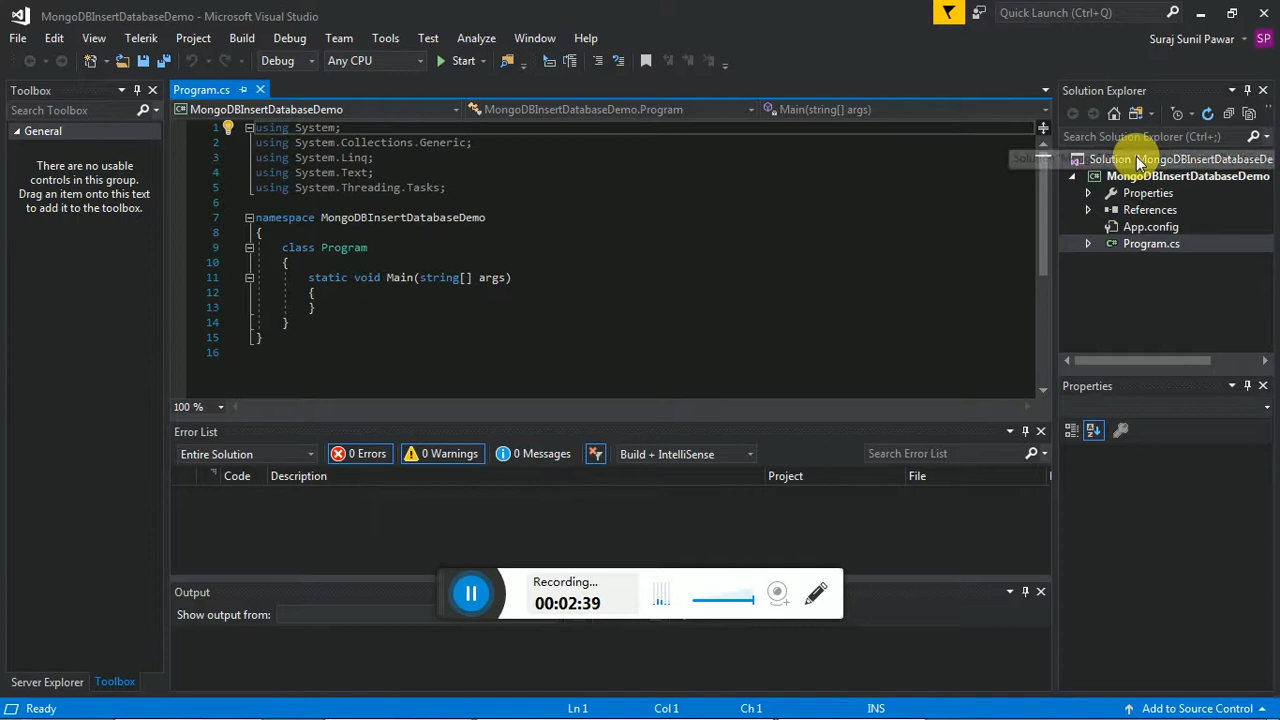 MongoDBInsertDatabaseDemo - Microsoft Visual Studio
Quick Launch (Ctrl+Q)
File Edit View Telerik Project Build Debug Team Tools Test Analyze Window Help
Suraj Sunil Pawar SP
Debug Any CPU Start
Toolbox
Search Toolbox
General
There are no usable
controls in this group.
Drag an item onto this text
to add it to the toolbox.
Server Explorer Toolbox
Program.cs
MongoDBInsertDatabaseDemo MongoDBInsertDatabaseDemo.Program Main(string[] args)
1 using System;
2 using System.Collections.Generic;
3 using System.Linq;
4 using System.Text;
5 using System.Threading.Tasks;
6
7 namespace MongoDBInsertDatabaseDemo
8 {
9 class Program
10 {
11 static void Main(string[] args)
12 {
13 }
14 }
15 }
16
100 %
Error List
Entire Solution 0 Errors 0 Warnings 0 Messages Build + IntelliSense Search Error List
Code Description Project File
Recording...
00:02:39
Output
Show output from:
Solution Explorer
Search Solution Explorer (Ctrl+;)
Solution 'MongoDBInsertDatabaseDe
MongoDBInsertDatabaseDemo
Properties
References
App.config
Program.cs
Properties
Ready Ln 1 Col 1 Ch 1 INS Add to Source Control